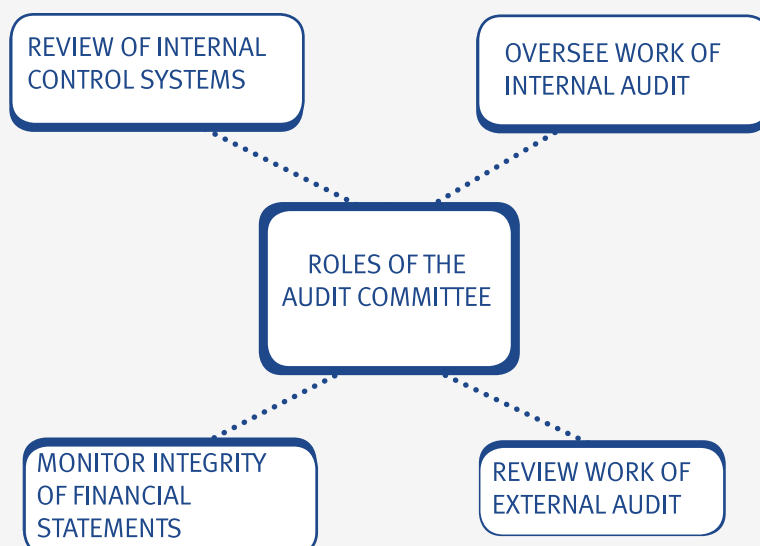 REVIEW OF INTERNAL
CONTROL SYSTEMS
OVERSEE WORK OF
INTERNAL AUDIT
ROLES OF THE
AUDIT COMMITTEE
MONITOR INTEGRITY
OF FINANCIAL
STATEMENTS
REVIEW WORK OF
EXTERNAL AUDIT